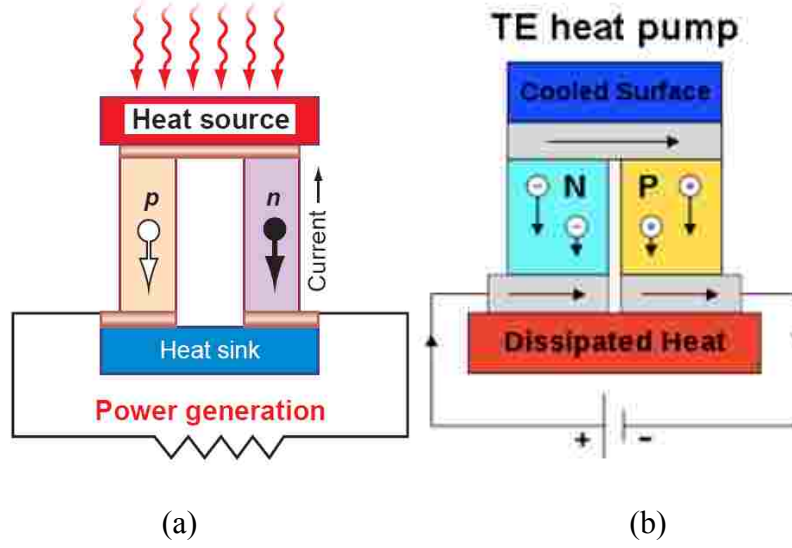 TE heat pump
Heat source
Cooled Surface
p
n
Current
N
P
Heat sink
Dissipated Heat
Power generation
+
-
(a)
(b)